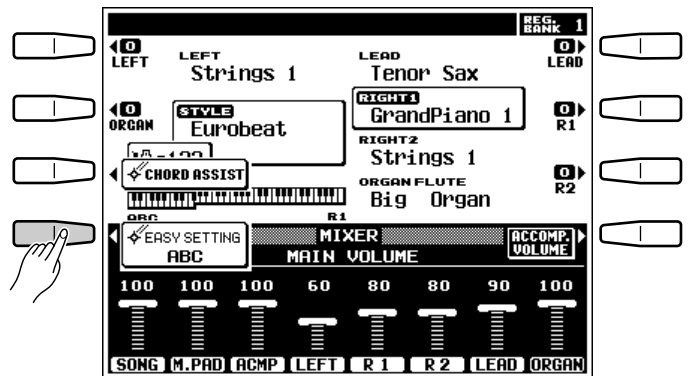 REG. BANK 1
0 LEFT
LEFT
Strings 1
LEAD
Tenor Sax
0 LEAD
0 ORGAN
STYLE
Eurobeat
RIGHT1
GrandPiano 1
0 R1
RIGHT2
Strings 1
0 R2
CHORD ASSIST
ORGAN FLUTE
Big Organ
ABC
R1
EASY SETTING
ABC
MIXER
MAIN VOLUME
ACCOMP. VOLUME
100 100 100 60 80 80 90 100
SONG M.PAD ACMP LEFT R 1 R 2 LEAD ORGAN